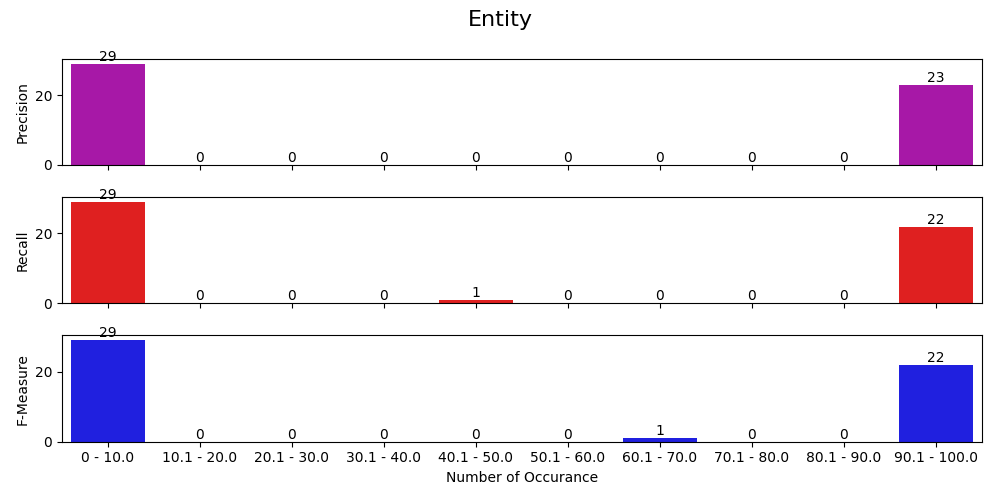 Entity
29 0 0 0 0 0 0 0 0 23
Precision
20
0
29 0 0 0 1 0 0 0 0 22
Recall
20
0
29 0 0 0 0 0 1 0 0 22
F-Measure
20
0
0 - 10.0 10.1 - 20.0 20.1 - 30.0 30.1 - 40.0 40.1 - 50.0 50.1 - 60.0 60.1 - 70.0 70.1 - 80.0 80.1 - 90.0 90.1 - 100.0
Number of Occurance